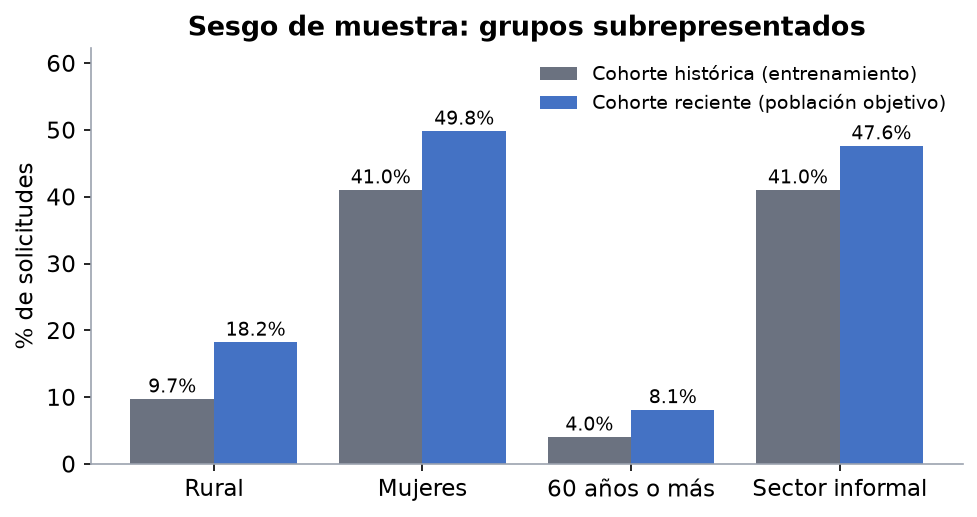 Sesgo de muestra: grupos subrepresentados
% de solicitudes
60
50
40
30
20
10
0
Cohorte histórica (entrenamiento)
Cohorte reciente (población objetivo)
9.7%
18.2%
41.0%
49.8%
4.0%
8.1%
41.0%
47.6%
Rural
Mujeres
60 años o más
Sector informal